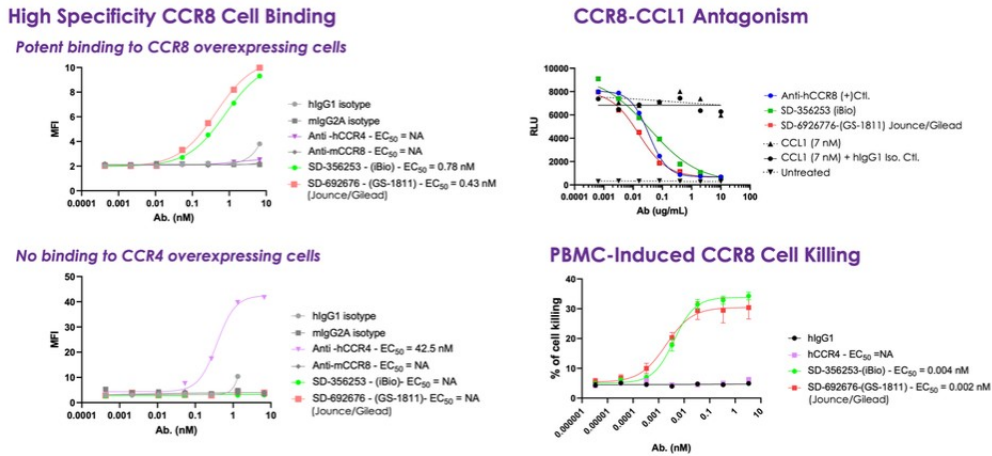 High Specificity CCR8 Cell Binding
Potent binding to CCR8 overexpressing cells
10
8
6
4
2
0
MFI
0.0001
0.001
0.01
0.1
1
10
Ab. (nM)
hIgG1 isotype
mIgG2A isotype
Anti -hCCR4 - EC50 = NA
Anti-mCCR8 - EC50 = NA
SD-356253 - (iBio) - EC50 = 0.78 nM
SD-692676 - (GS-1811) - EC50 = 0.43 nM
(Jounce/Gilead)
CCR8-CCL1 Antagonism
10000
8000
6000
4000
2000
0
RLU
0.0001
0.001
0.01
0.1
1
10
100
Ab (ug/mL)
Anti-hCCR8 (+)Ctl.
SD-356253 (iBio)
SD-6926776-(GS-1811) Jounce/Gilead
CCL1 (7 nM)
CCL1 (7 nM) + hIgG1 Iso. Ctl.
Untreated
No binding to CCR4 overexpressing cells
50
40
30
20
10
0
MFI
0.0001
0.001
0.01
0.1
1
10
Ab. (nM)
hIgG1 isotype
mIgG2A isotype
Anti -hCCR4 - EC50 = 42.5 nM
Anti-mCCR8 - EC50 = NA
SD-356253 - (iBio)- EC50 = NA
SD-692676 - (GS-1811)- EC50 = NA
(Jounce/Gilead)
PBMC-Induced CCR8 Cell Killing
40
30
20
10
0
% of cell killing
0.000001
0.00001
0.0001
0.001
0.01
0.1
1
10
Ab. (nM)
hIgG1
hCCR4 - EC50 =NA
SD-356253-(iBio) - EC50 = 0.004 nM
SD-692676-(GS-1811) - EC50 = 0.002 nM
(Jounce/Gilead)